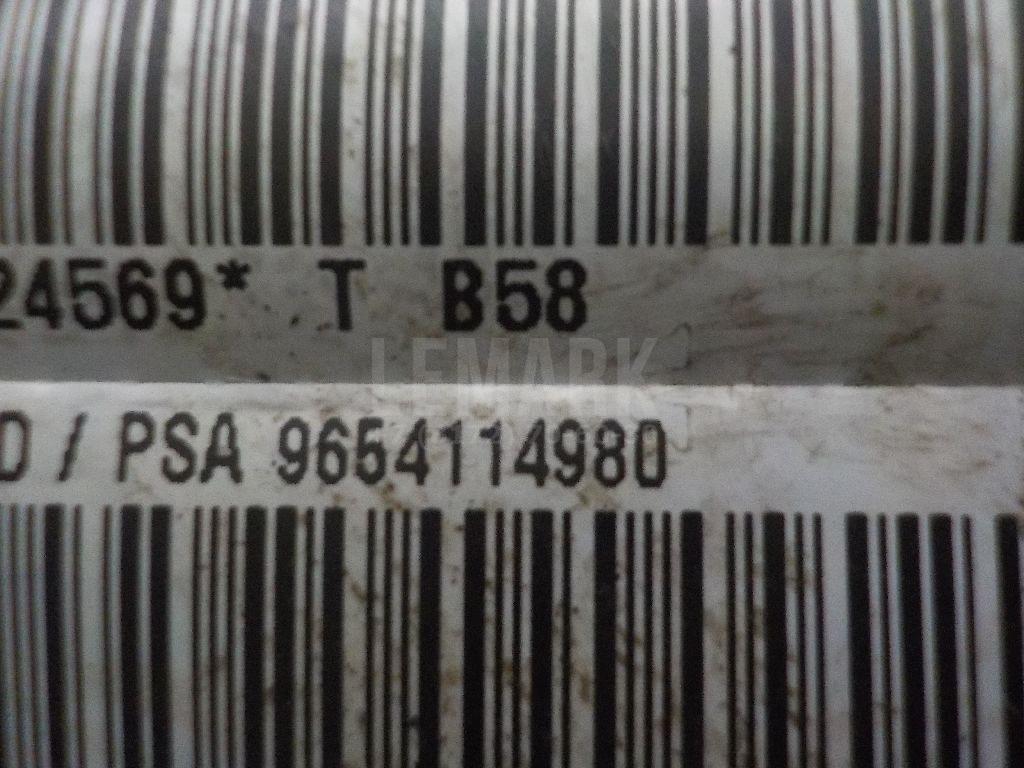 24569* T B58
LEMARK
D / PSA 9654114980